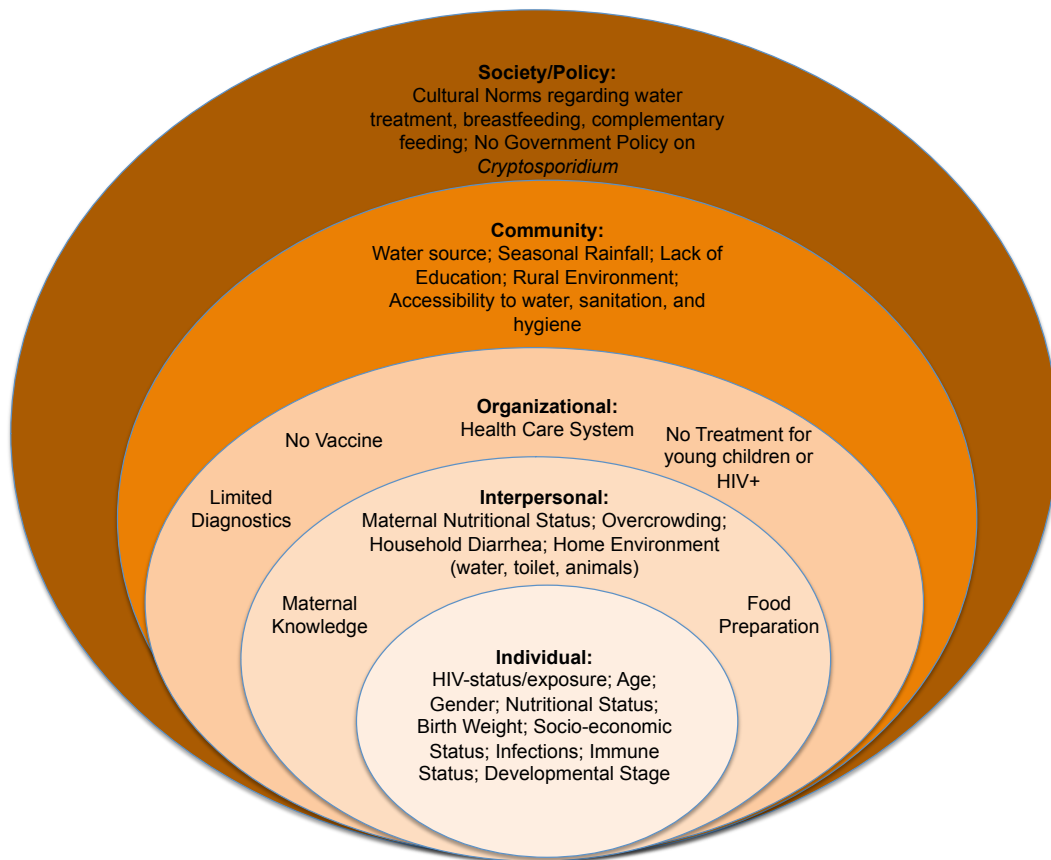 Society/Policy:
Cultural Norms regarding water
treatment, breastfeeding, complementary
feeding; No Government Policy on
Cryptosporidium
Community:
Water source; Seasonal Rainfall; Lack of
Education; Rural Environment;
Accessibility to water, sanitation, and
hygiene
Organizational:
Health Care System
No Vaccine
No Treatment for
young children or
HIV+
Limited
Diagnostics
Interpersonal:
Maternal Nutritional Status; Overcrowding;
Household Diarrhea; Home Environment
(water, toilet, animals)
Maternal
Knowledge
Food
Preparation
Individual:
HIV-status/exposure; Age;
Gender; Nutritional Status;
Birth Weight; Socio-economic
Status; Infections; Immune
Status; Developmental Stage